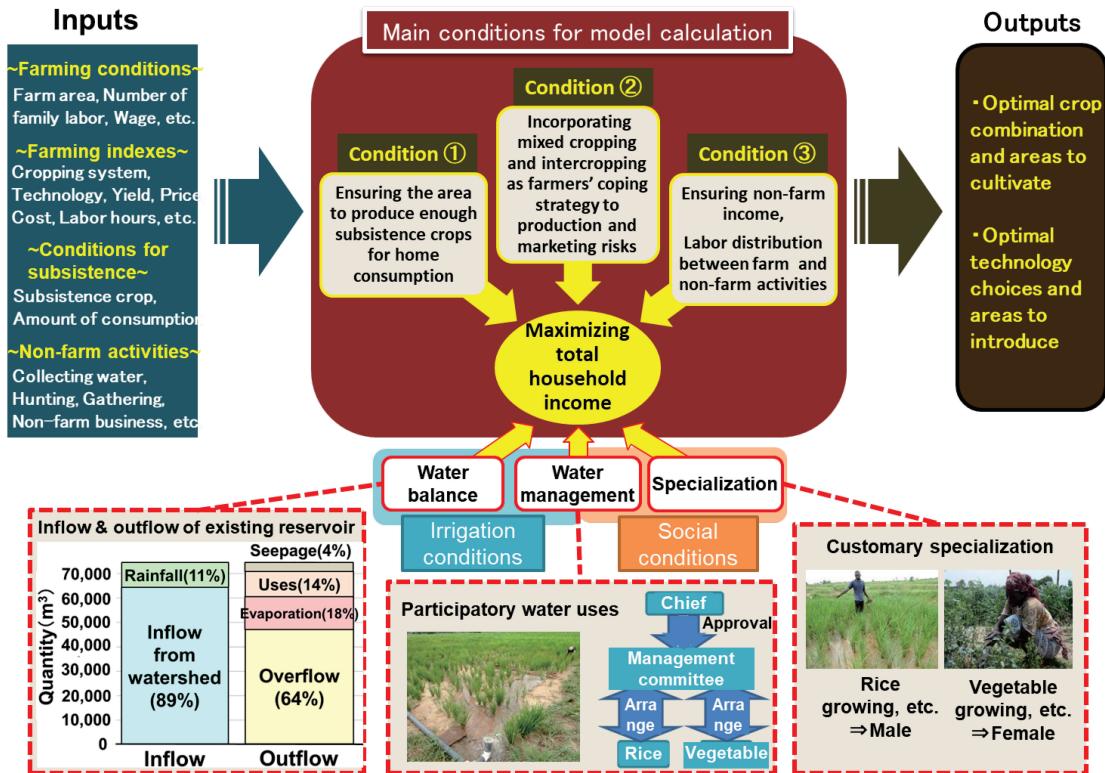 Inputs
~Farming conditions~
Farm area, Number of
family labor, Wage, etc.
~Farming indexes~
Cropping system,
Technology, Yield, Price
Cost, Labor hours, etc.
~Conditions for
subsistence~
Subsistence crop,
Amount of consumption
~Non-farm activities~
Collecting water,
Hunting, Gathering,
Non-farm business, etc
Main conditions for model calculation
Condition ①
Ensuring the area
to produce enough
subsistence crops
for home
consumption
Condition ②
Incorporating
mixed cropping
and intercropping
as farmers' coping
strategy to
production and
marketing risks
Condition ③
Ensuring non-farm
income,
Labor distribution
between farm and
non-farm activities
Maximizing
total
household
income
Outputs
・Optimal crop
combination
and areas to
cultivate
・Optimal
technology
choices and
areas to
introduce
Water
balance
Water
management
Specialization
Irrigation
conditions
Social
conditions
Inflow & outflow of existing reservoir
Quantity (m³)
70,000
60,000
50,000
40,000
30,000
20,000
10,000
0
Rainfall(11%)
Inflow
from
watershed
(89%)
Inflow
Seepage(4%)
Uses(14%)
Evaporation(18%)
Overflow
(64%)
Outflow
Participatory water uses
Chief
Approval
Management
committee
Arra
nge
Arra
nge
Rice
Vegetable
Customary specialization
Rice
growing, etc.
⇒Male
Vegetable
growing, etc.
⇒Female